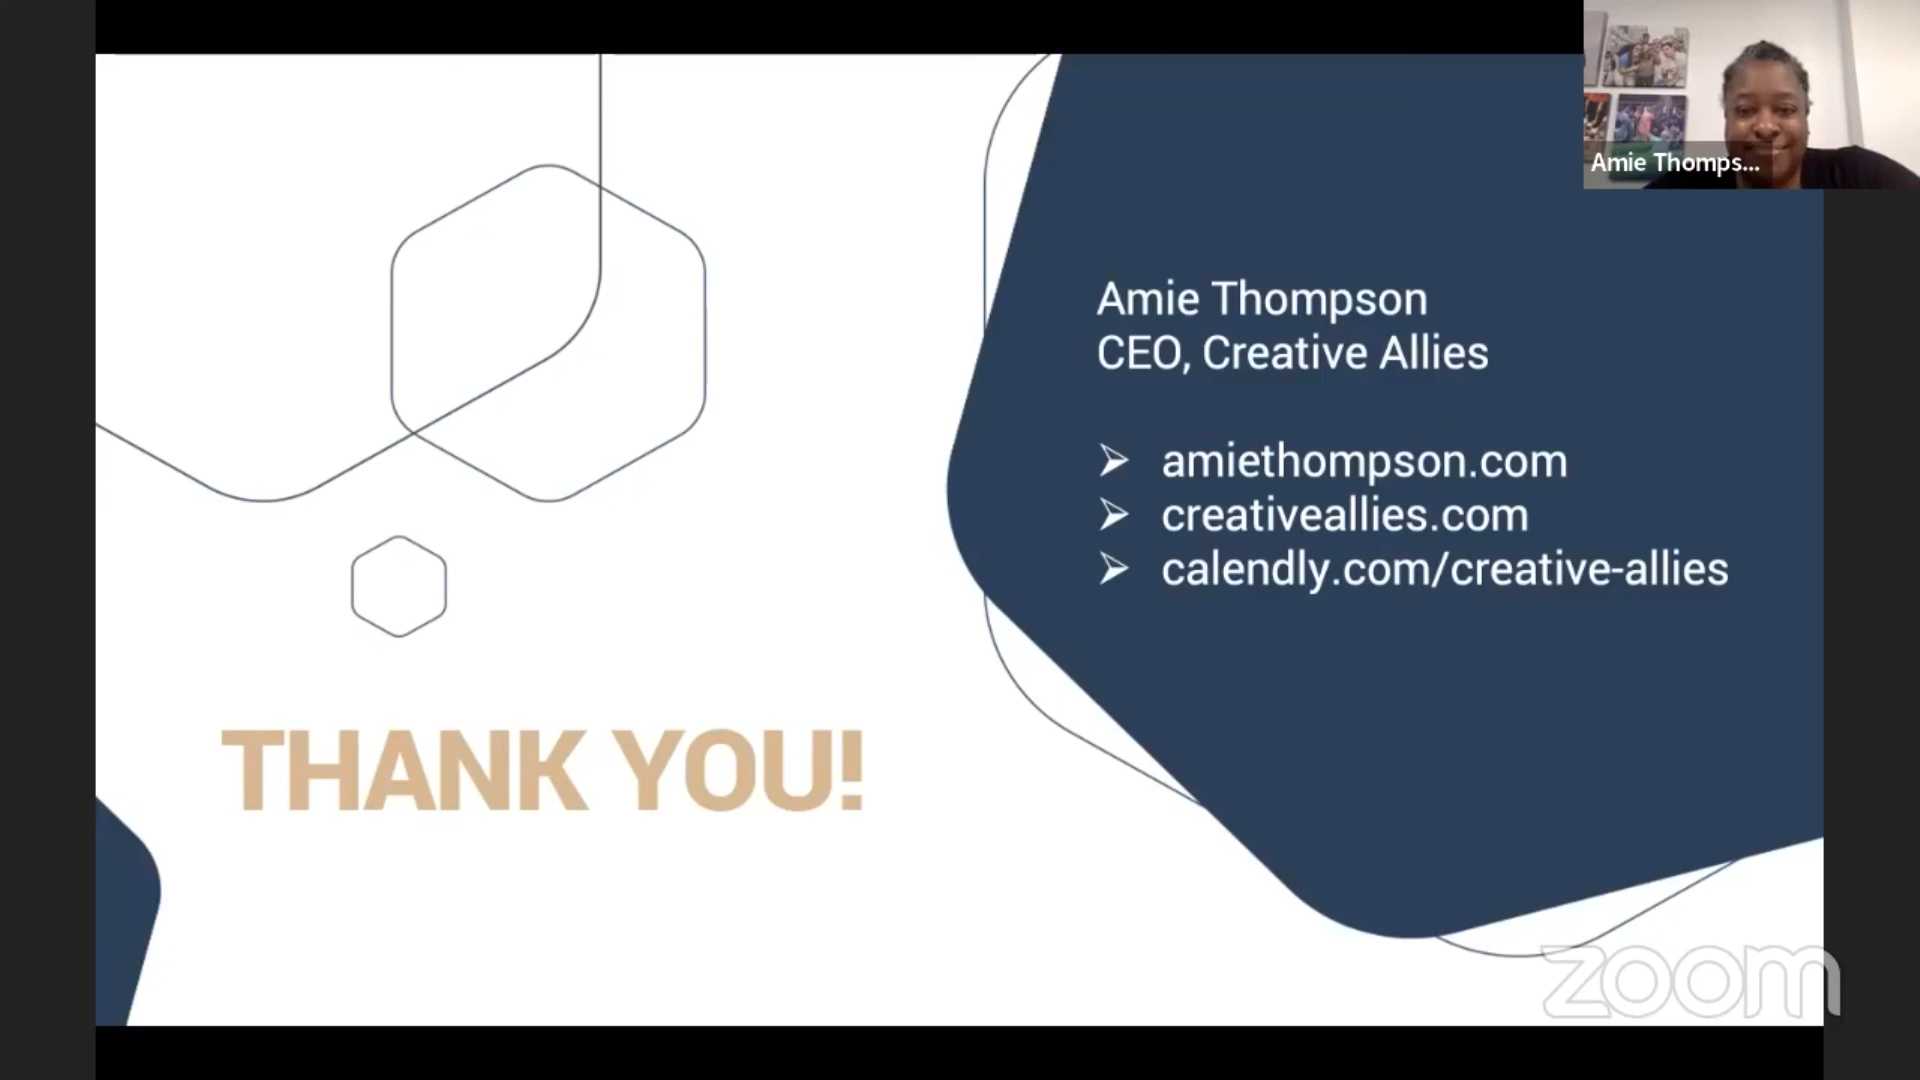 Amie Thomps...
Amie Thompson
CEO, Creative Allies
➢ amiethompson.com
➢ creativeallies.com
➢ calendly.com/creative-allies
THANK YOU!
zoom